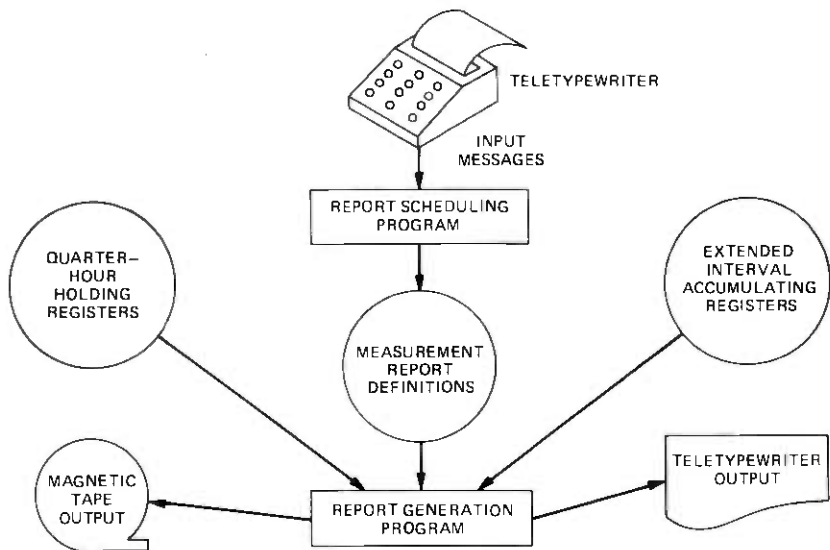 TELETYPEWRITER
INPUT
MESSAGES
REPORT SCHEDULING
PROGRAM
QUARTER–
HOUR
HOLDING
REGISTERS
EXTENDED
INTERVAL
ACCUMULATING
REGISTERS
MEASUREMENT
REPORT
DEFINITIONS
MAGNETIC
TAPE
OUTPUT
REPORT GENERATION
PROGRAM
TELETYPEWRITER
OUTPUT